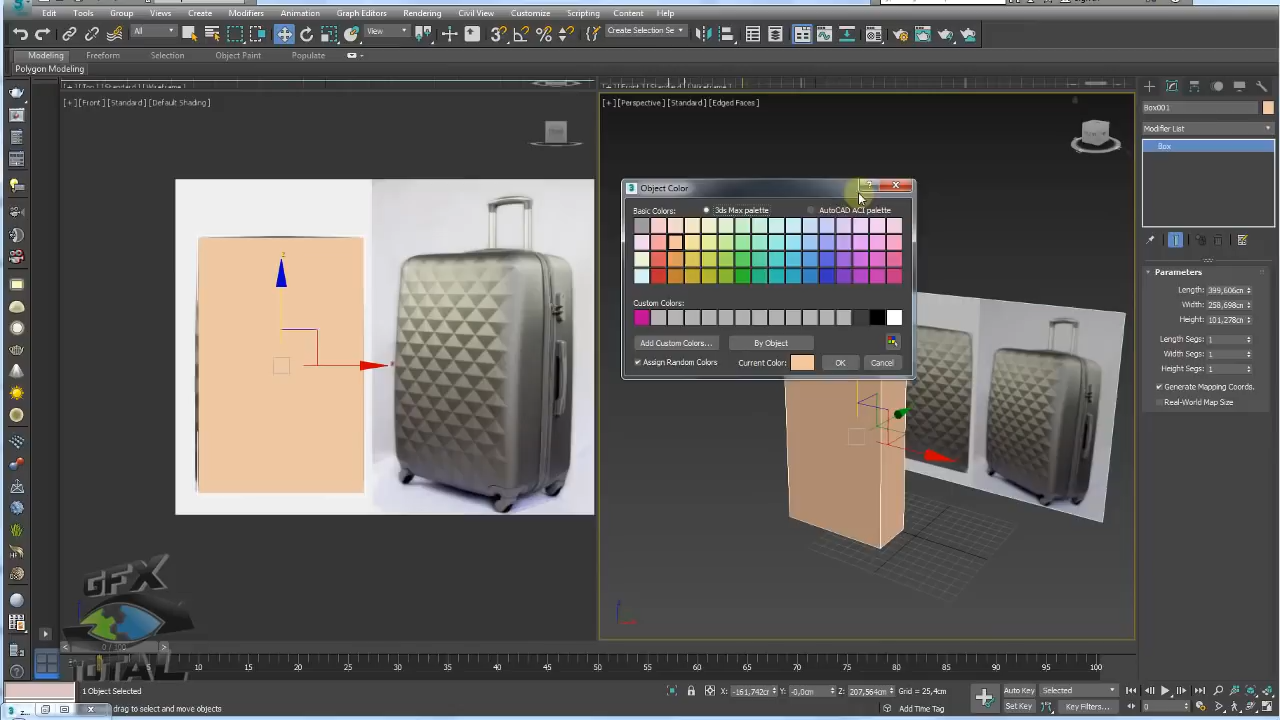 Edit Tools Group Views Create Modifiers Animation Graph Editors Rendering Civil View Customize Scripting Content Help
All View Create Selection Se
Modeling Freeform Selection Object Paint Populate
Polygon Modeling
[+] [Front] [Standard] [Default Shading]
[+] [Perspective] [Standard] [Edged Faces]
Box001
Modifier List
Box
Object Color
Basic Colors: 3ds Max palette AutoCAD ACI palette
Custom Colors:
Add Custom Colors... By Object
Assign Random Colors Current Color: OK Cancel
Parameters
Length: 399,606cm
Width: 258,698cm
Height: 101,278cm
Length Segs: 1
Width Segs: 1
Height Segs: 1
Generate Mapping Coords.
Real-World Map Size
z
x
GFX
TOTAL
0 / 100
10 15 20 25 30 35 40 45 50 55 60 65 70 75 80 85 90 95 100
1 Object Selected
X: -161,742cm Y: -0,0cm Z: 207,564cm Grid = 25,4cm
Auto Key Selected
drag to select and move objects
Add Time Tag
Set Key Key Filters... 0